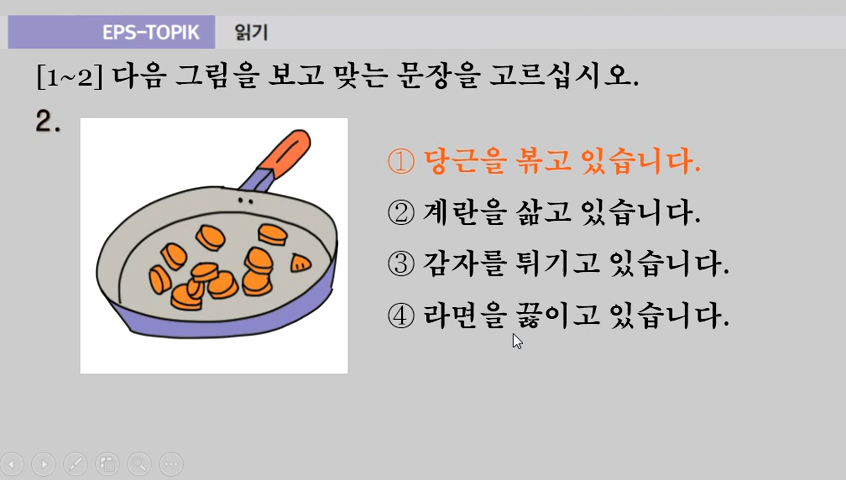 EPS-TOPIK 읽기
[1~2] 다음 그림을 보고 맞는 문장을 고르십시오.
2.
① 당근을 볶고 있습니다.
② 계란을 삶고 있습니다.
③ 감자를 튀기고 있습니다.
④ 라면을 끓이고 있습니다.